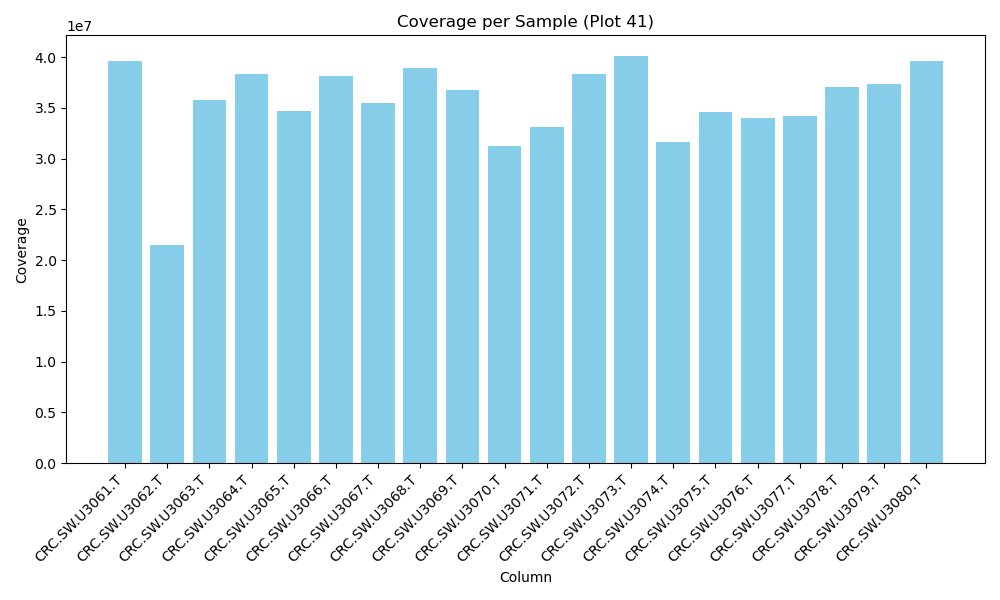 Coverage per Sample (Plot 41)
1e7
4.0
3.5
3.0
2.5
2.0
1.5
1.0
0.5
0.0
Coverage
CRC.SW.U3061.T
CRC.SW.U3062.T
CRC.SW.U3063.T
CRC.SW.U3064.T
CRC.SW.U3065.T
CRC.SW.U3066.T
CRC.SW.U3067.T
CRC.SW.U3068.T
CRC.SW.U3069.T
CRC.SW.U3070.T
CRC.SW.U3071.T
CRC.SW.U3072.T
CRC.SW.U3073.T
CRC.SW.U3074.T
CRC.SW.U3075.T
CRC.SW.U3076.T
CRC.SW.U3077.T
CRC.SW.U3078.T
CRC.SW.U3079.T
CRC.SW.U3080.T
Column